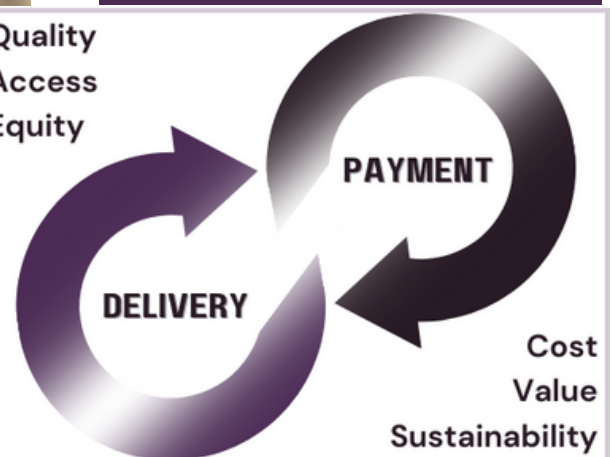 Quality
Access
Equity
PAYMENT
DELIVERY
Cost
Value
Sustainability